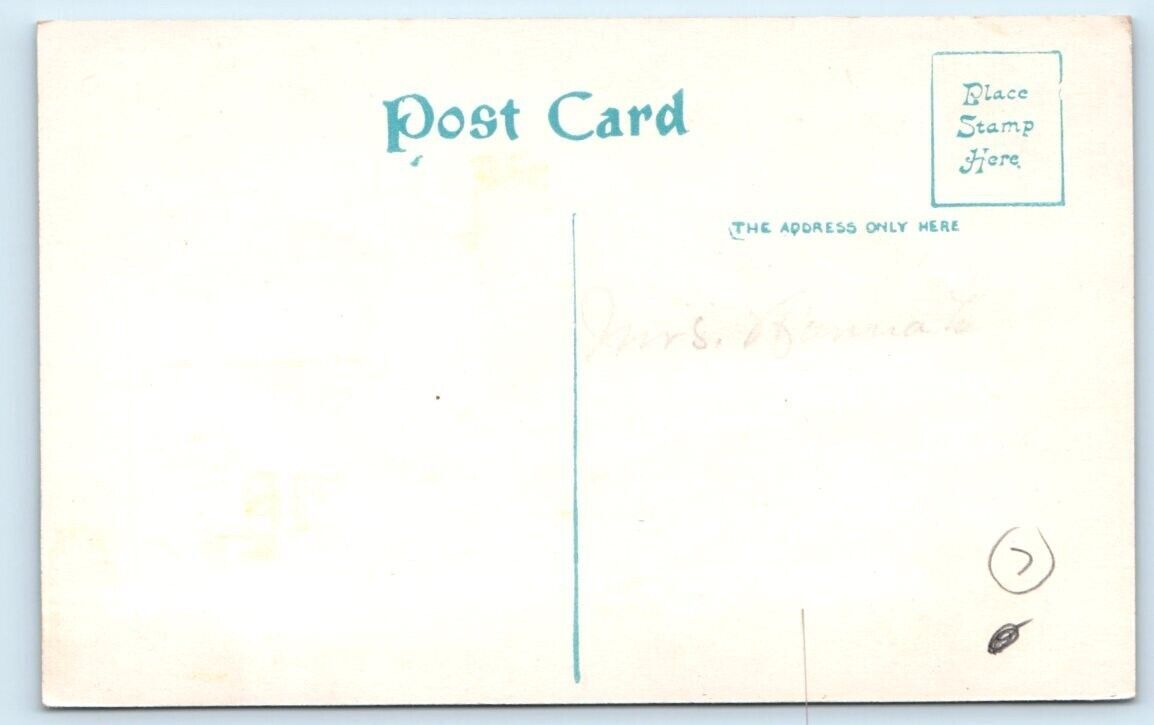 Post Card
Place
Stamp
Here
THE ADDRESS ONLY HERE
Mrs.